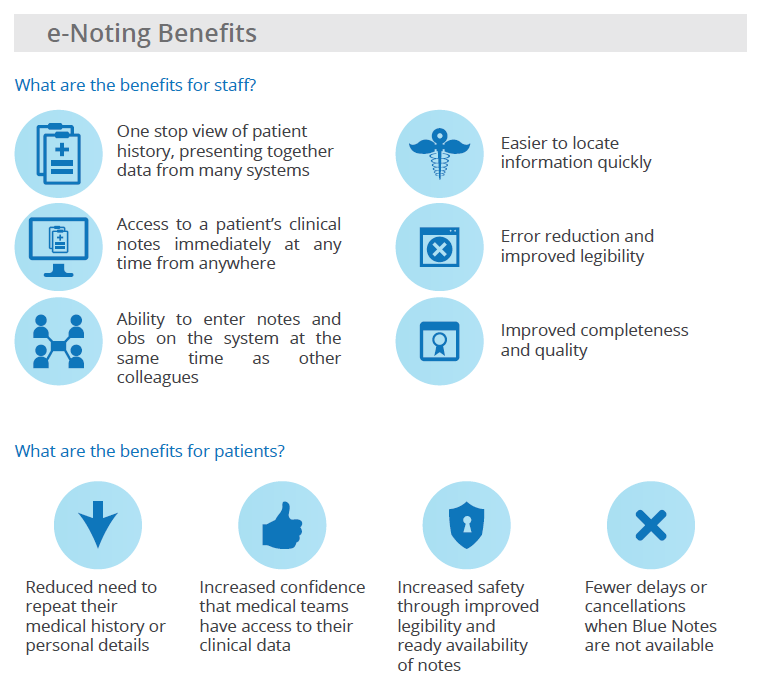 e-Noting Benefits
What are the benefits for staff?
One stop view of patient
history, presenting together
data from many systems
Easier to locate
information quickly
Access to a patient's clinical
notes immediately at any
time from anywhere
Error reduction and
improved legibility
Ability to enter notes and
obs on the system at the
same time as other
colleagues
Improved completeness
and quality
What are the benefits for patients?
Reduced need to
repeat their
medical history or
personal details
Increased confidence
that medical teams
have access to their
clinical data
Increased safety
through improved
legibility and
ready availability
of notes
Fewer delays or
cancellations
when Blue Notes
are not available